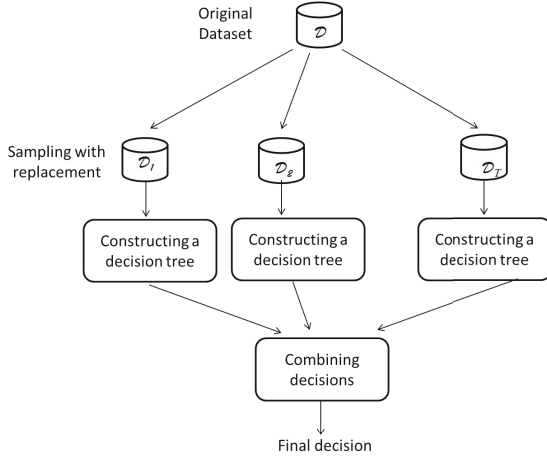 Original
Dataset
𝒟
Sampling with
replacement
𝒟1
𝒟2
𝒟T
Constructing a
decision tree
Constructing a
decision tree
Constructing a
decision tree
Combining
decisions
Final decision